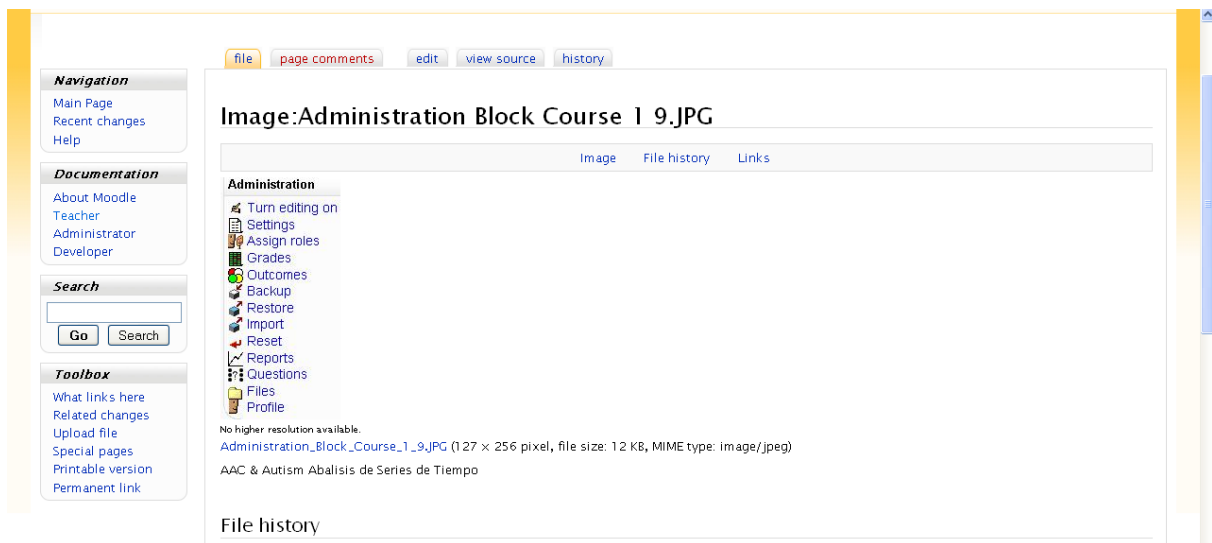 file page comments edit view source history
Navigation
Main Page
Recent changes
Help
Documentation
About Moodle
Teacher
Administrator
Developer
Search
Go Search
Toolbox
What links here
Related changes
Upload file
Special pages
Printable version
Permanent link
Image:Administration Block Course 1 9.JPG
Image File history Links
Administration
Turn editing on
Settings
Assign roles
Grades
Outcomes
Backup
Restore
Import
Reset
Reports
Questions
Files
Profile
No higher resolution available.
Administration_Block_Course_1_9.JPG (127 × 256 pixel, file size: 12 KB, MIME type: image/jpeg)
AAC & Autism Abalisis de Series de Tiempo
File history